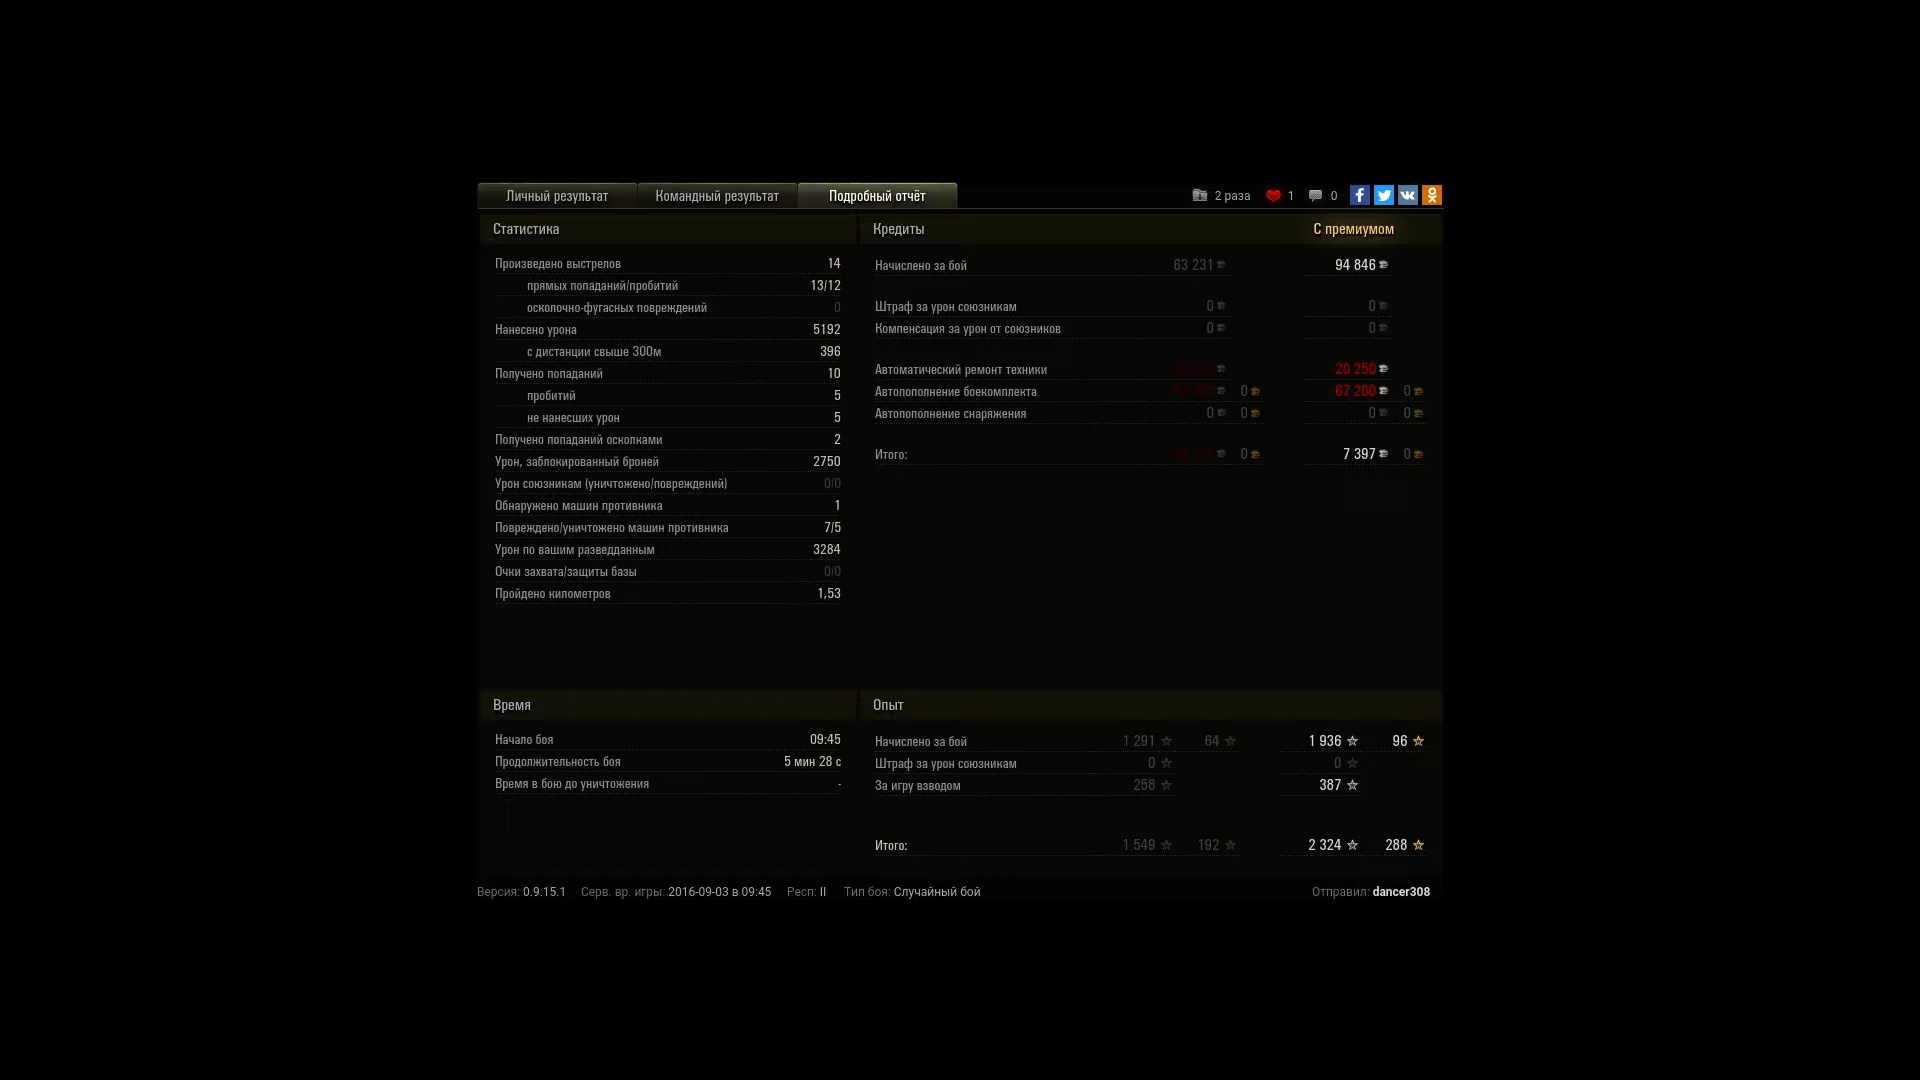 Личный результат Командный результат Подробный отчёт 2 раза 1 0
Статистика
Произведено выстрелов 14
прямых попаданий/пробитий 13/12
осколочно-фугасных повреждений 0
Нанесено урона 5192
с дистанции свыше 300м 396
Получено попаданий 10
пробитий 5
не нанесших урон 5
Получено попаданий осколками 2
Урон, заблокированный броней 2750
Урон союзникам (уничтожено/повреждений) 0/0
Обнаружено машин противника 1
Повреждено/уничтожено машин противника 7/5
Урон по вашим разведданным 3284
Очки захвата/защиты базы 0/0
Пройдено километров 1,53
Кредиты С премиумом
Начислено за бой 63 231 94 846
Штраф за урон союзникам 0 0
Компенсация за урон от союзников 0 0
Автоматический ремонт техники -20 250
Автопополнение боекомплекта 0 -67 200 0
Автопополнение снаряжения 0 0 0 0
Итого: 0 7 397 0
Время
Начало боя 09:45
Продолжительность боя 5 мин 28 с
Время в бою до уничтожения -
Опыт
Начислено за бой 1 291 64 1 936 96
Штраф за урон союзникам 0 0
За игру взводом 258 387
Итого: 1 549 192 2 324 288
Версия: 0.9.15.1 Серв. вр. игры: 2016-09-03 в 09:45 Респ: II Тип боя: Случайный бой Отправил: dancer308